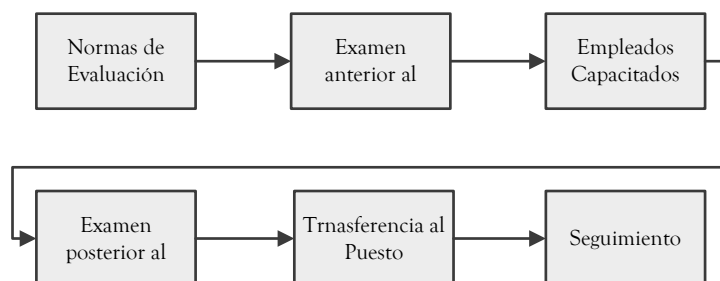 Normas de
Evaluación
Examen
anterior al
Empleados
Capacitados
Examen
posterior al
Trnasferencia al
Puesto
Seguimiento